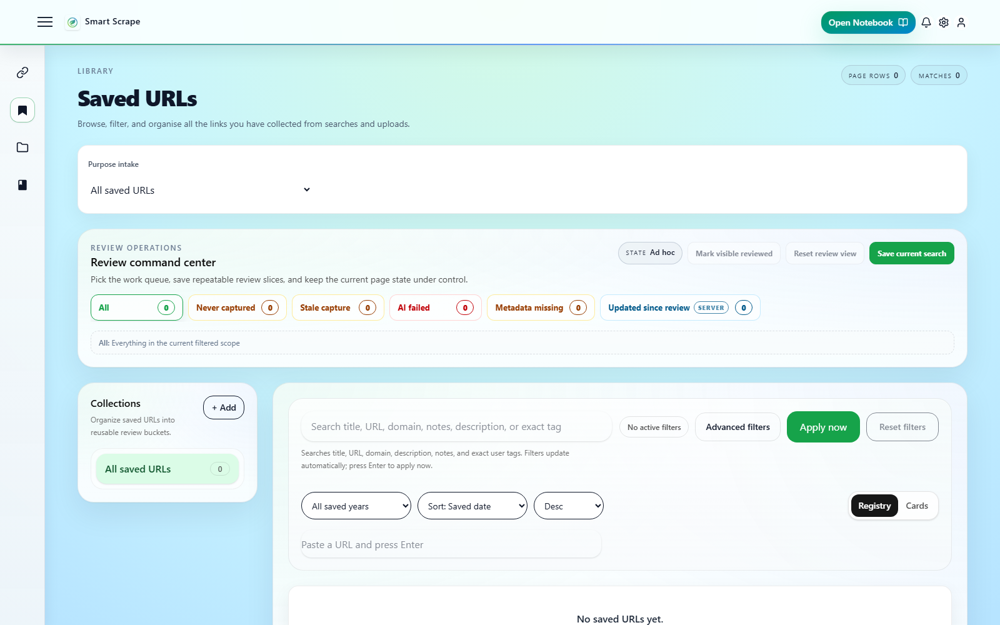 Smart Scrape
Open Notebook
LIBRARY
Saved URLs
Browse, filter, and organise all the links you have collected from searches and uploads.
PAGE ROWS 0
MATCHES 0
Purpose intake
All saved URLs
REVIEW OPERATIONS
Review command center
Pick the work queue, save repeatable review slices, and keep the current page state under control.
STATE Ad hoc
Mark visible reviewed
Reset review view
Save current search
All 0
Never captured 0
Stale capture 0
AI failed 0
Metadata missing 0
Updated since review SERVER 0
All: Everything in the current filtered scope
Collections
+ Add
Organize saved URLs into
reusable review buckets.
All saved URLs 0
Search title, URL, domain, notes, description, or exact tag
No active filters
Advanced filters
Apply now
Reset filters
Searches title, URL, domain, description, notes, and exact user tags. Filters update
automatically; press Enter to apply now.
All saved years
Sort: Saved date
Desc
Registry
Cards
Paste a URL and press Enter
No saved URLs yet.